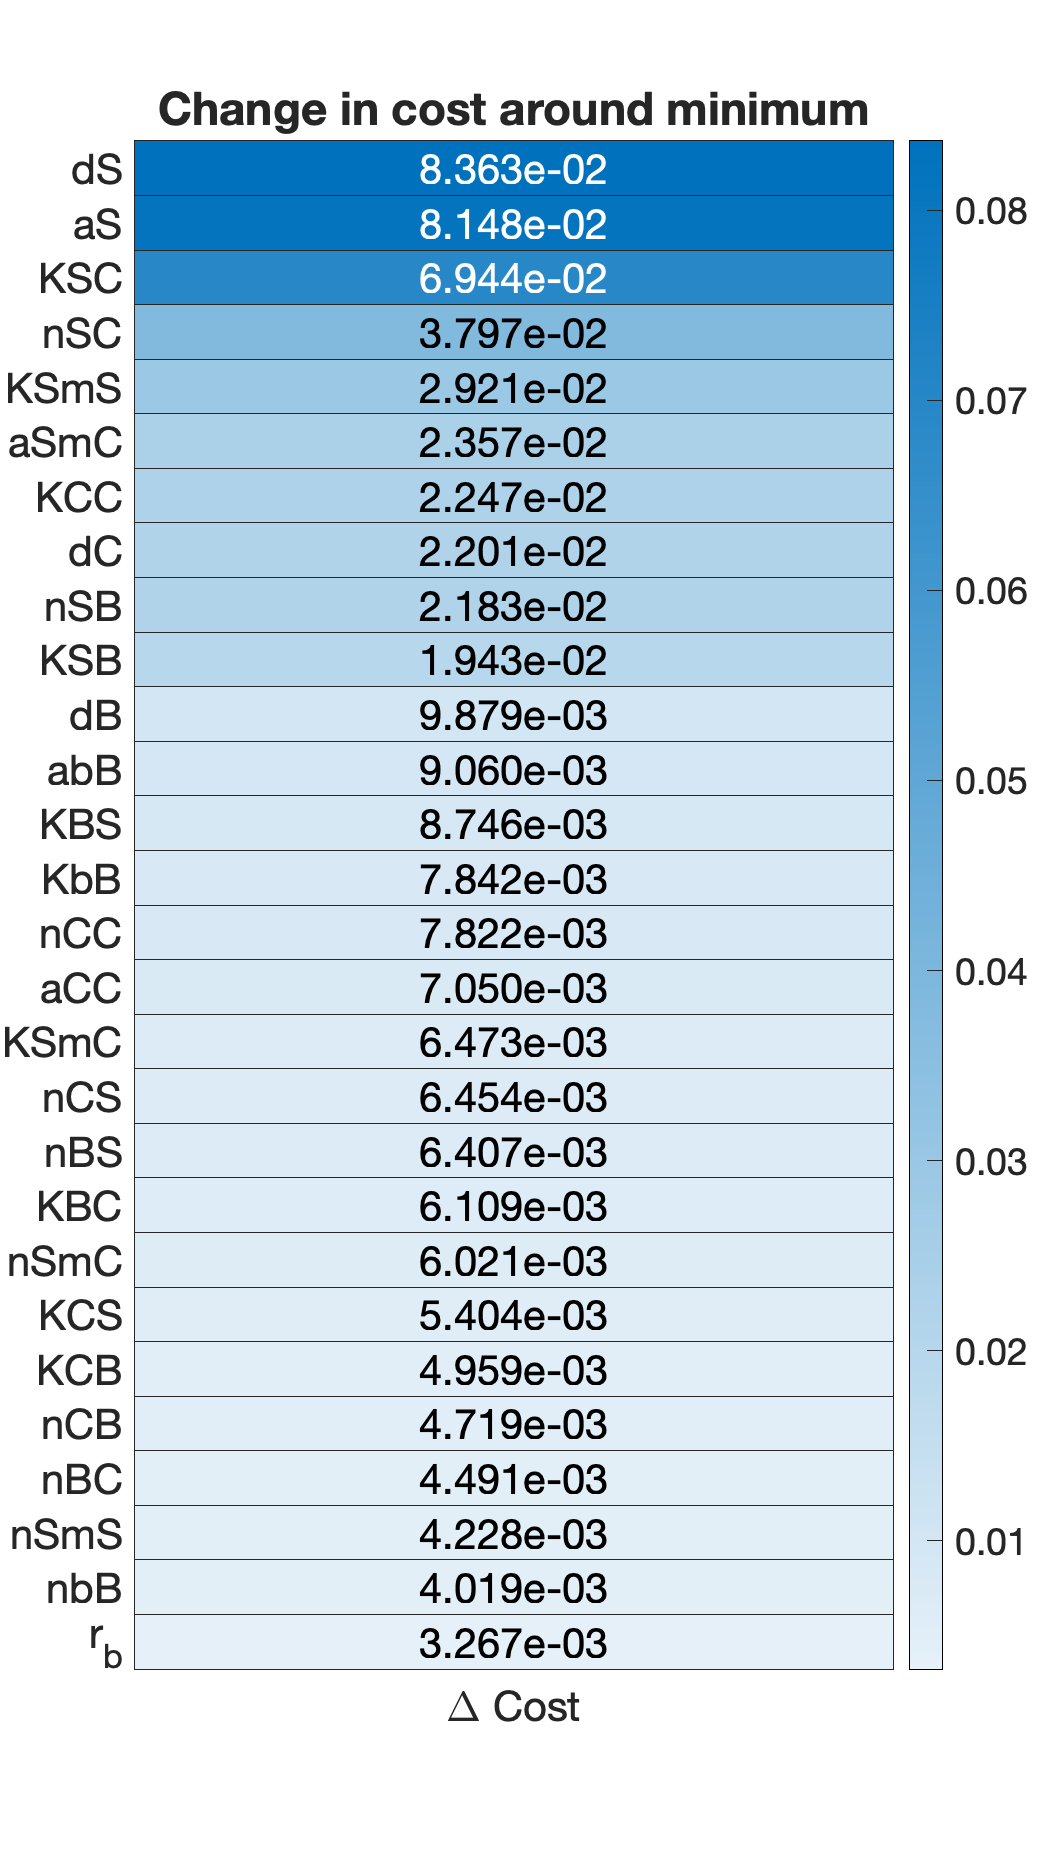 Change in cost around minimum
dS 8.363e-02
aS 8.148e-02
KSC 6.944e-02
nSC 3.797e-02
KSmS 2.921e-02
aSmC 2.357e-02
KCC 2.247e-02
dC 2.201e-02
nSB 2.183e-02
KSB 1.943e-02
dB 9.879e-03
abB 9.060e-03
KBS 8.746e-03
KbB 7.842e-03
nCC 7.822e-03
aCC 7.050e-03
KSmC 6.473e-03
nCS 6.454e-03
nBS 6.407e-03
KBC 6.109e-03
nSmC 6.021e-03
KCS 5.404e-03
KCB 4.959e-03
nCB 4.719e-03
nBC 4.491e-03
nSmS 4.228e-03
nbB 4.019e-03
r_b 3.267e-03
Δ Cost
0.08
0.07
0.06
0.05
0.04
0.03
0.02
0.01